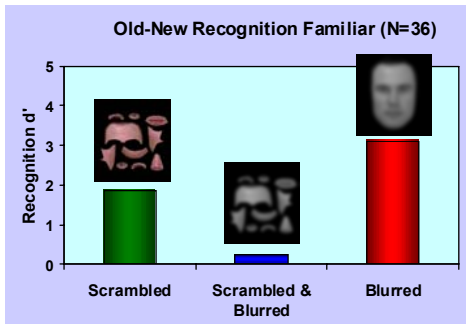 Old-New Recognition Familiar (N=36)
Recognition d'
5
4
3
2
1
0
Scrambled
Scrambled &
Blurred
Blurred